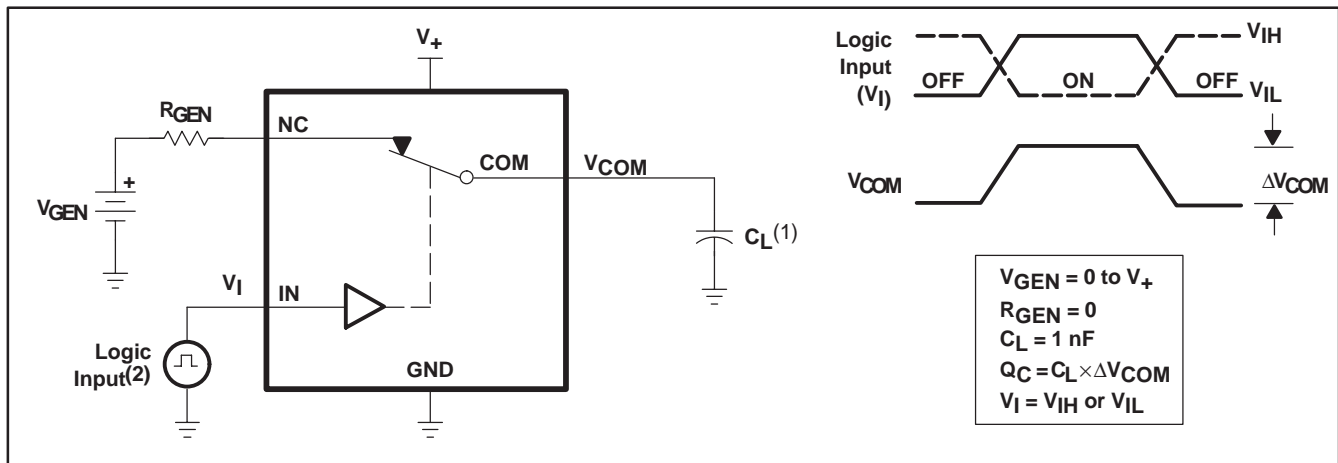 V+
RGEN
NC
COM
VCOM
+
VGEN
CL(1)
VI
IN
Logic
Input(2)
GND
Logic
Input
(VI)
VIH
OFF
ON
OFF
VIL
VCOM
ΔVCOM
VGEN = 0 to V+
RGEN = 0
CL = 1 nF
QC = CL × ΔVCOM
VI = VIH or VIL